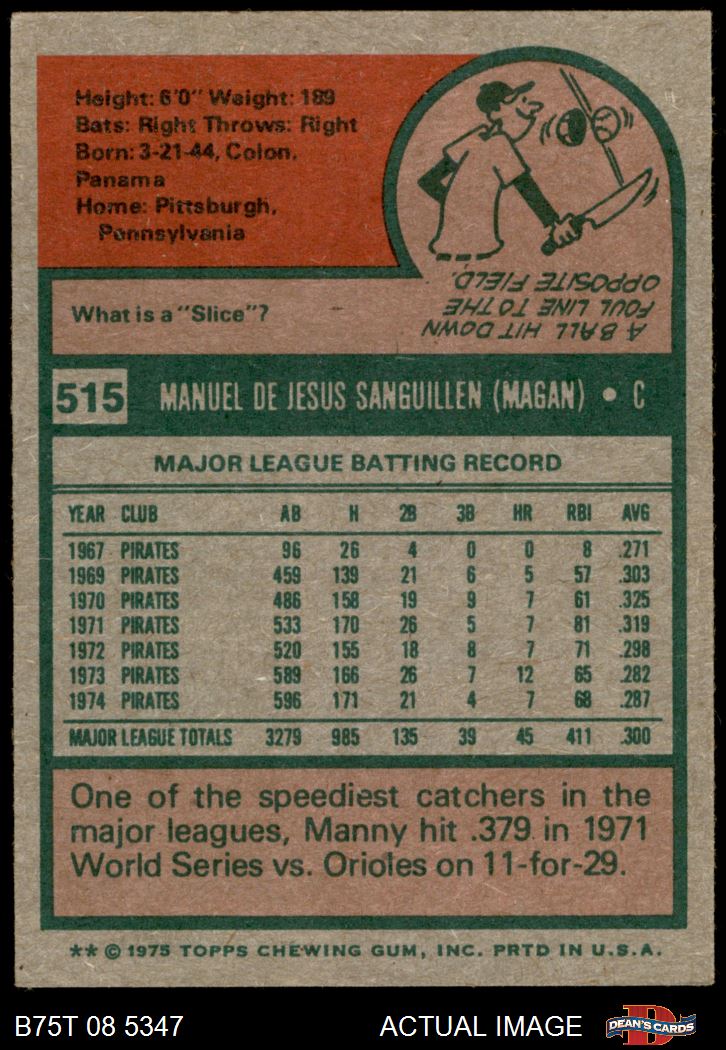 Height: 6'0" Weight: 189
Bats: Right Throws: Right
Born: 3-21-44, Colon,
Panama
Home: Pittsburgh,
Pennsylvania
What is a "Slice"?
A BALL HIT DOWN
FOUL LINE TO THE
OPPOSITE FIELD.
515 MANUEL DE JESUS SANGUILLEN (MAGAN) • C
MAJOR LEAGUE BATTING RECORD
YEAR CLUB AB H 2B 3B HR RBI AVG
1967 PIRATES 96 26 4 0 0 8 .271
1969 PIRATES 459 139 21 6 5 57 .303
1970 PIRATES 486 158 19 9 7 61 .325
1971 PIRATES 533 170 26 5 7 81 .319
1972 PIRATES 520 155 18 8 7 71 .298
1973 PIRATES 589 166 26 7 12 65 .282
1974 PIRATES 596 171 21 4 7 68 .287
MAJOR LEAGUE TOTALS 3279 985 135 39 45 411 .300
One of the speediest catchers in the
major leagues, Manny hit .379 in 1971
World Series vs. Orioles on 11-for-29.
** © 1975 TOPPS CHEWING GUM, INC. PRTD IN U.S.A.
B75T 08 5347 ACTUAL IMAGE D DEAN'S CARDS